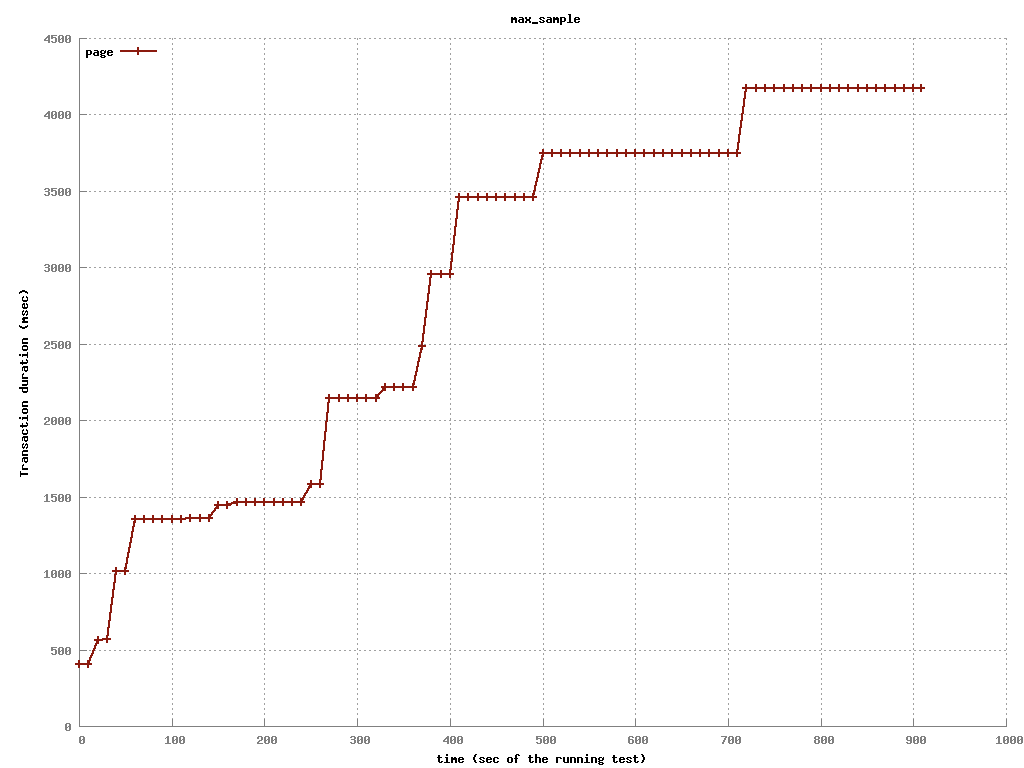 max_sample
page
4500
4000
3500
3000
2500
2000
1500
1000
500
0
Transaction duration (msec)
0 100 200 300 400 500 600 700 800 900 1000
time (sec of the running test)